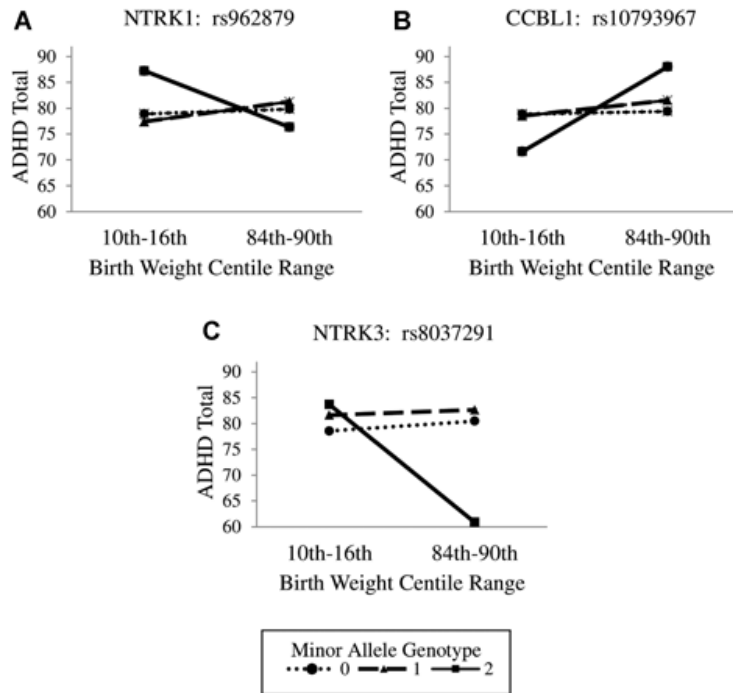 A
NTRK1: rs962879
ADHD Total
90
85
80
75
70
65
60
10th-16th 84th-90th
Birth Weight Centile Range
B
CCBL1: rs10793967
ADHD Total
90
85
80
75
70
65
60
10th-16th 84th-90th
Birth Weight Centile Range
C
NTRK3: rs8037291
ADHD Total
90
85
80
75
70
65
60
10th-16th 84th-90th
Birth Weight Centile Range
Minor Allele Genotype
0 1 2